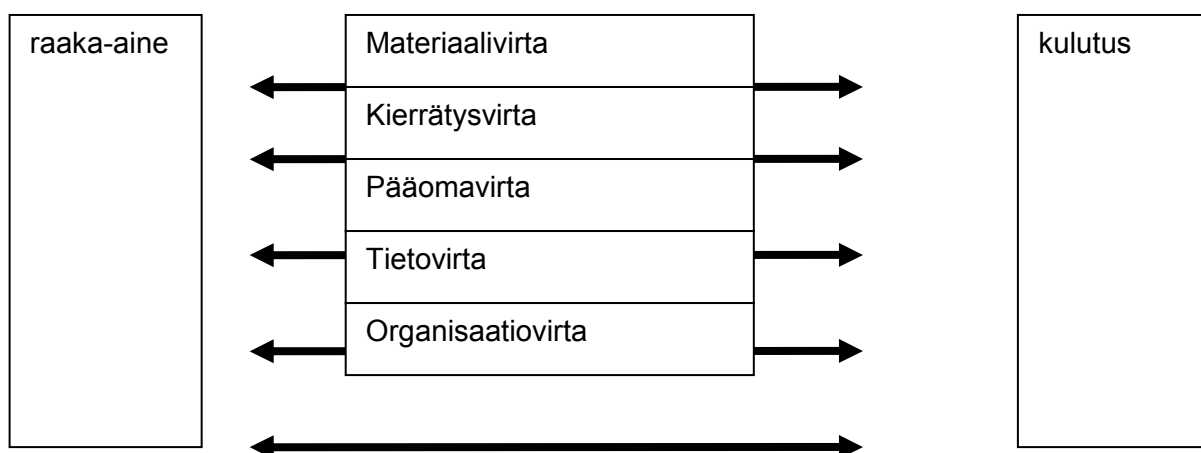 raaka-aine
Materiaalivirta
Kierrätysvirta
Pääomavirta
Tietovirta
Organisaatiovirta
kulutus